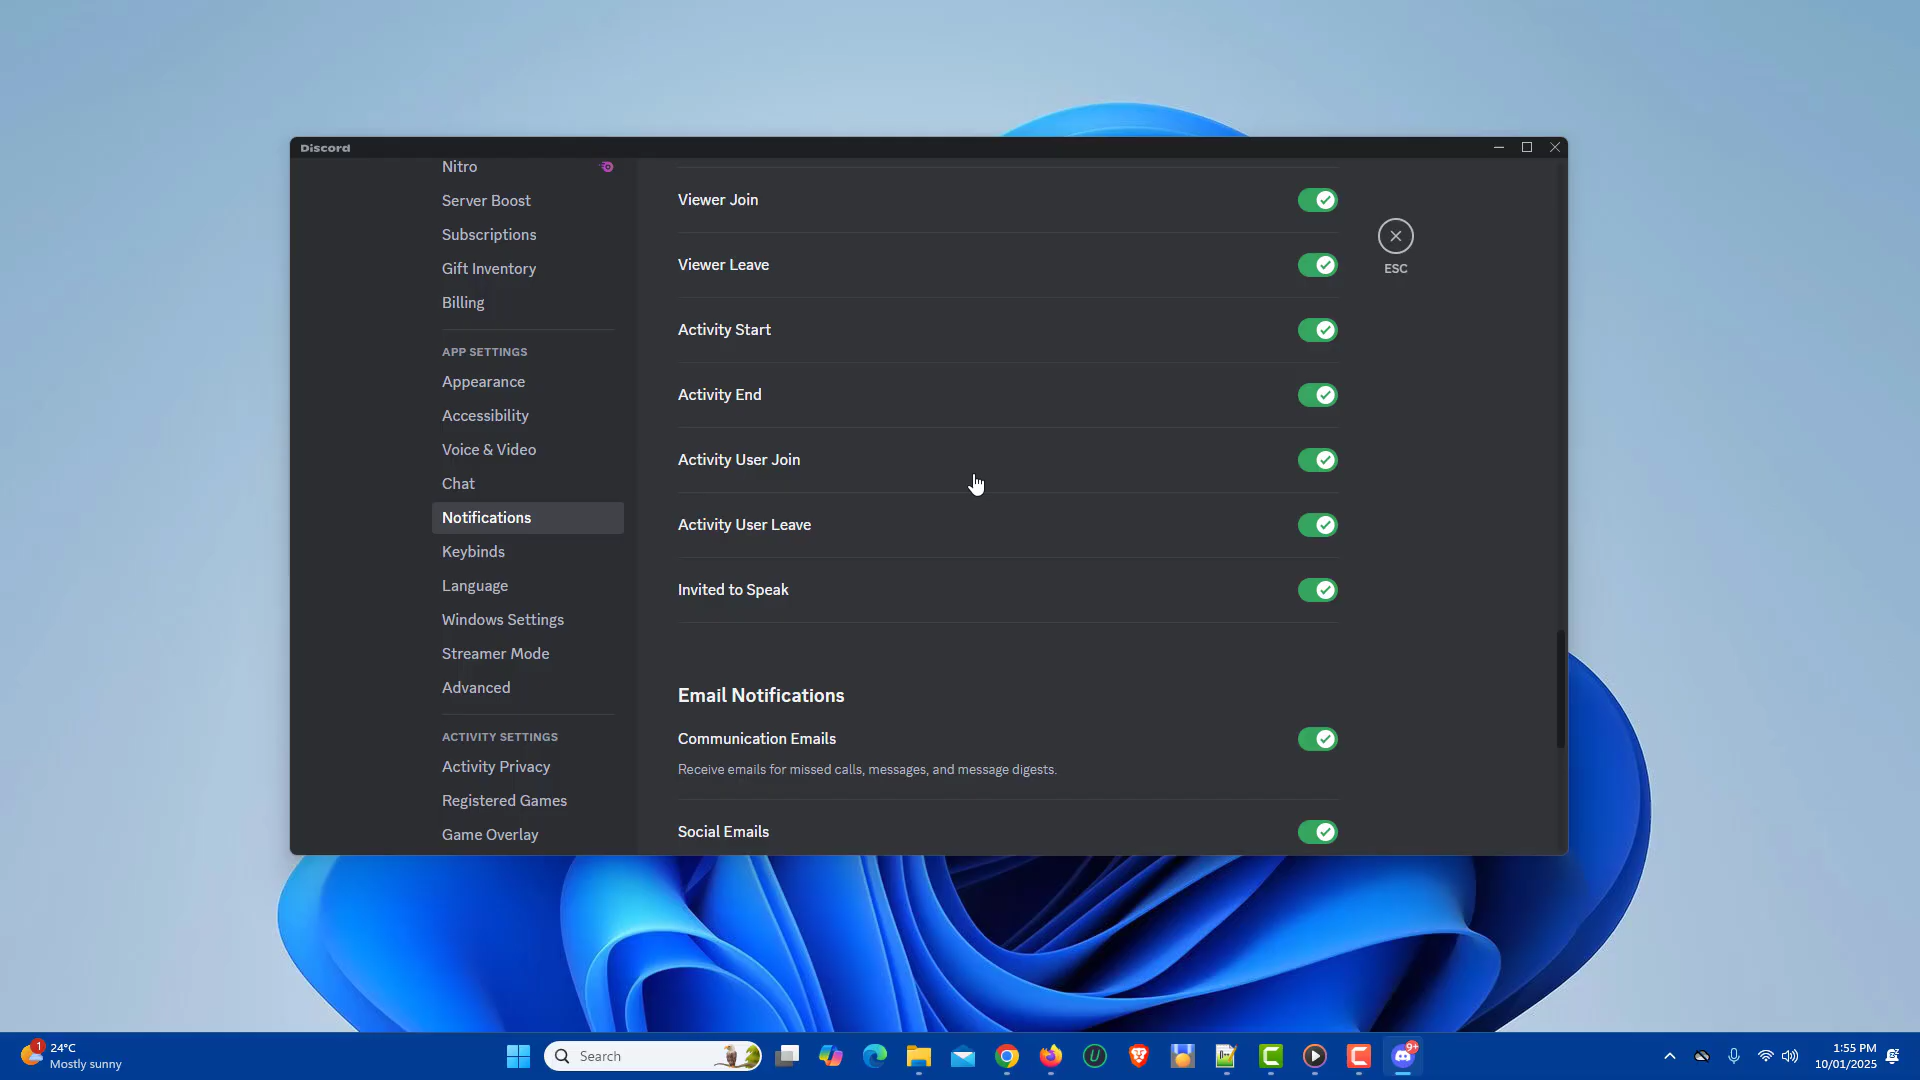 Discord
Nitro
Server Boost
Subscriptions
Gift Inventory
Billing
APP SETTINGS
Appearance
Accessibility
Voice & Video
Chat
Notifications
Keybinds
Language
Windows Settings
Streamer Mode
Advanced
ACTIVITY SETTINGS
Activity Privacy
Registered Games
Game Overlay
Viewer Join
Viewer Leave
Activity Start
Activity End
Activity User Join
Activity User Leave
Invited to Speak
Email Notifications
Communication Emails
Receive emails for missed calls, messages, and message digests.
Social Emails
ESC
1
24°C
Mostly sunny
Search
9+
1:55 PM
10/01/2025